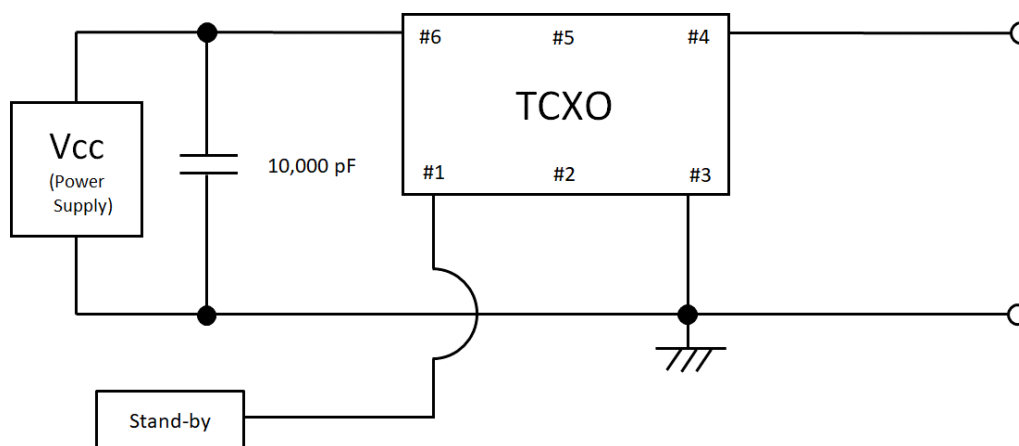 #6 #5 #4
TCXO
Vcc
(Power
Supply)
10,000 pF
#1 #2 #3
Stand-by